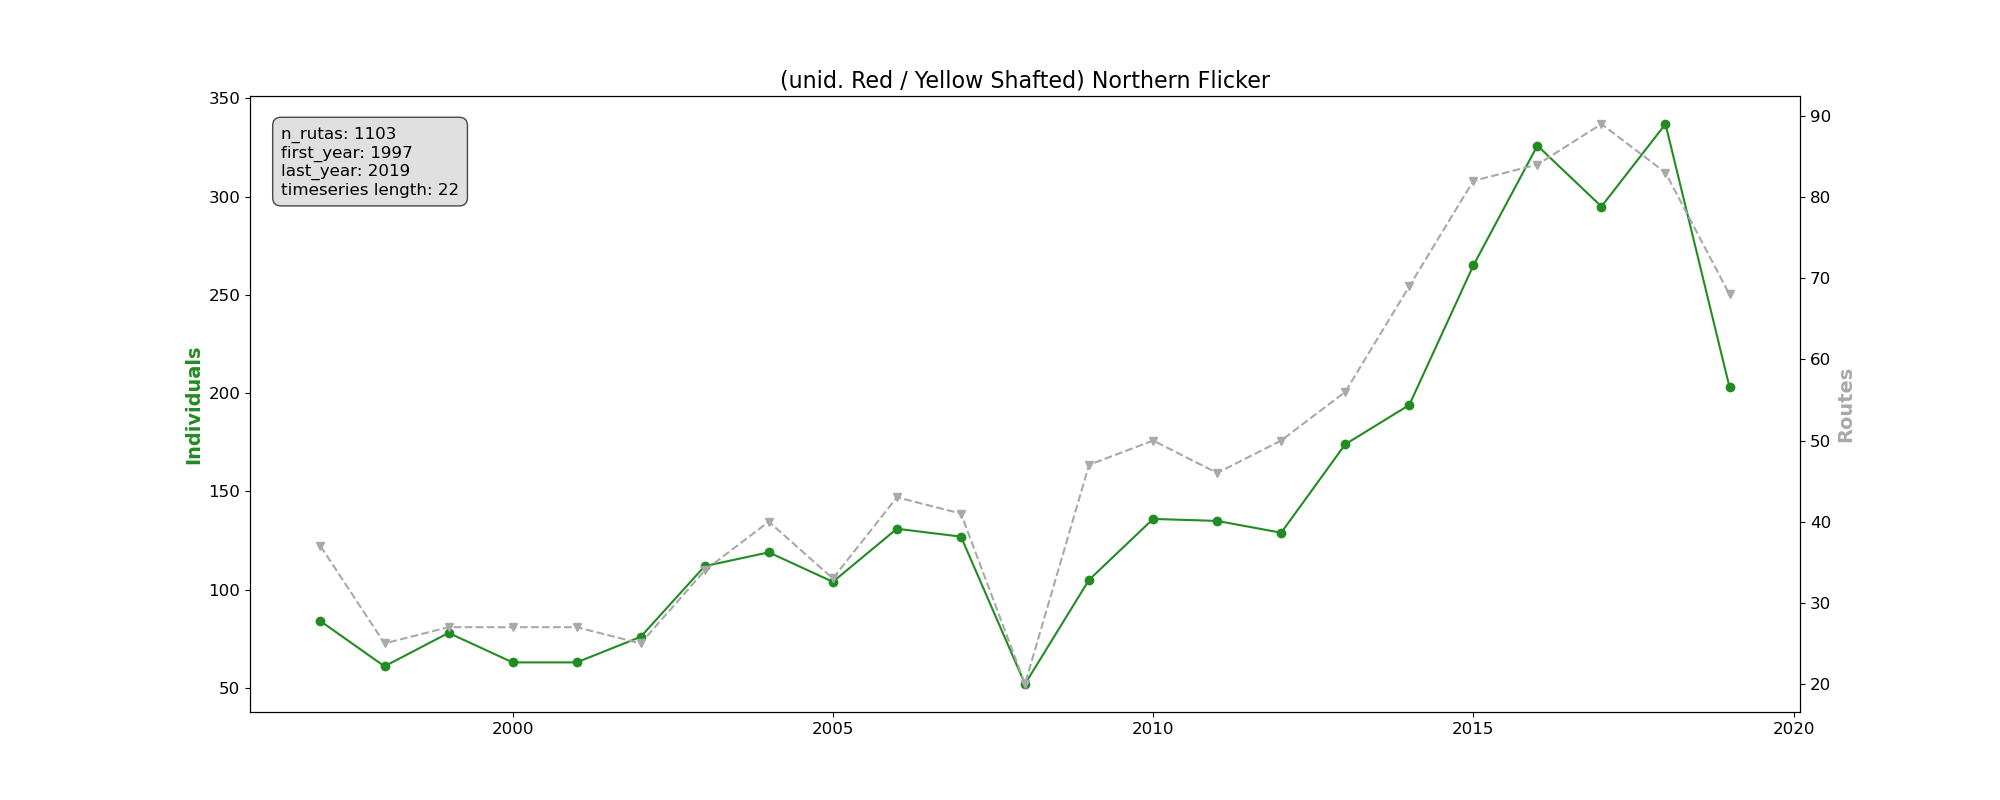 (unid. Red / Yellow Shafted) Northern Flicker
n_rutas: 1103
first_year: 1997
last_year: 2019
timeseries length: 22
Individuals
350
300
250
200
150
100
50
90
80
70
60
50
40
30
20
Routes
2000
2005
2010
2015
2020